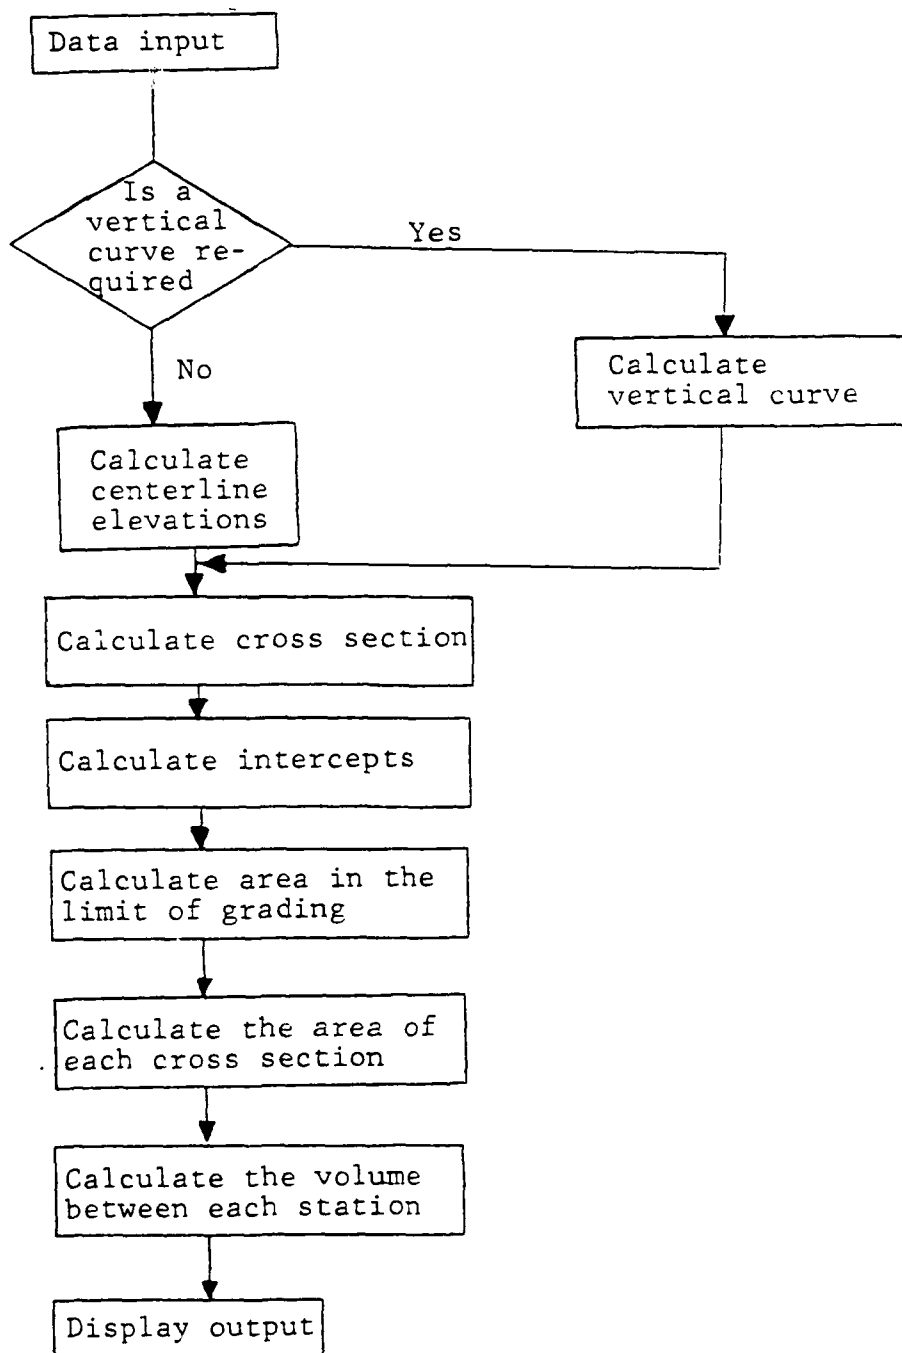 Data input
Is a
vertical
curve re-
quired
Yes
No
Calculate
vertical curve
Calculate
centerline
elevations
Calculate cross section
Calculate intercepts
Calculate area in the
limit of grading
Calculate the area of
each cross section
Calculate the volume
between each station
Display output